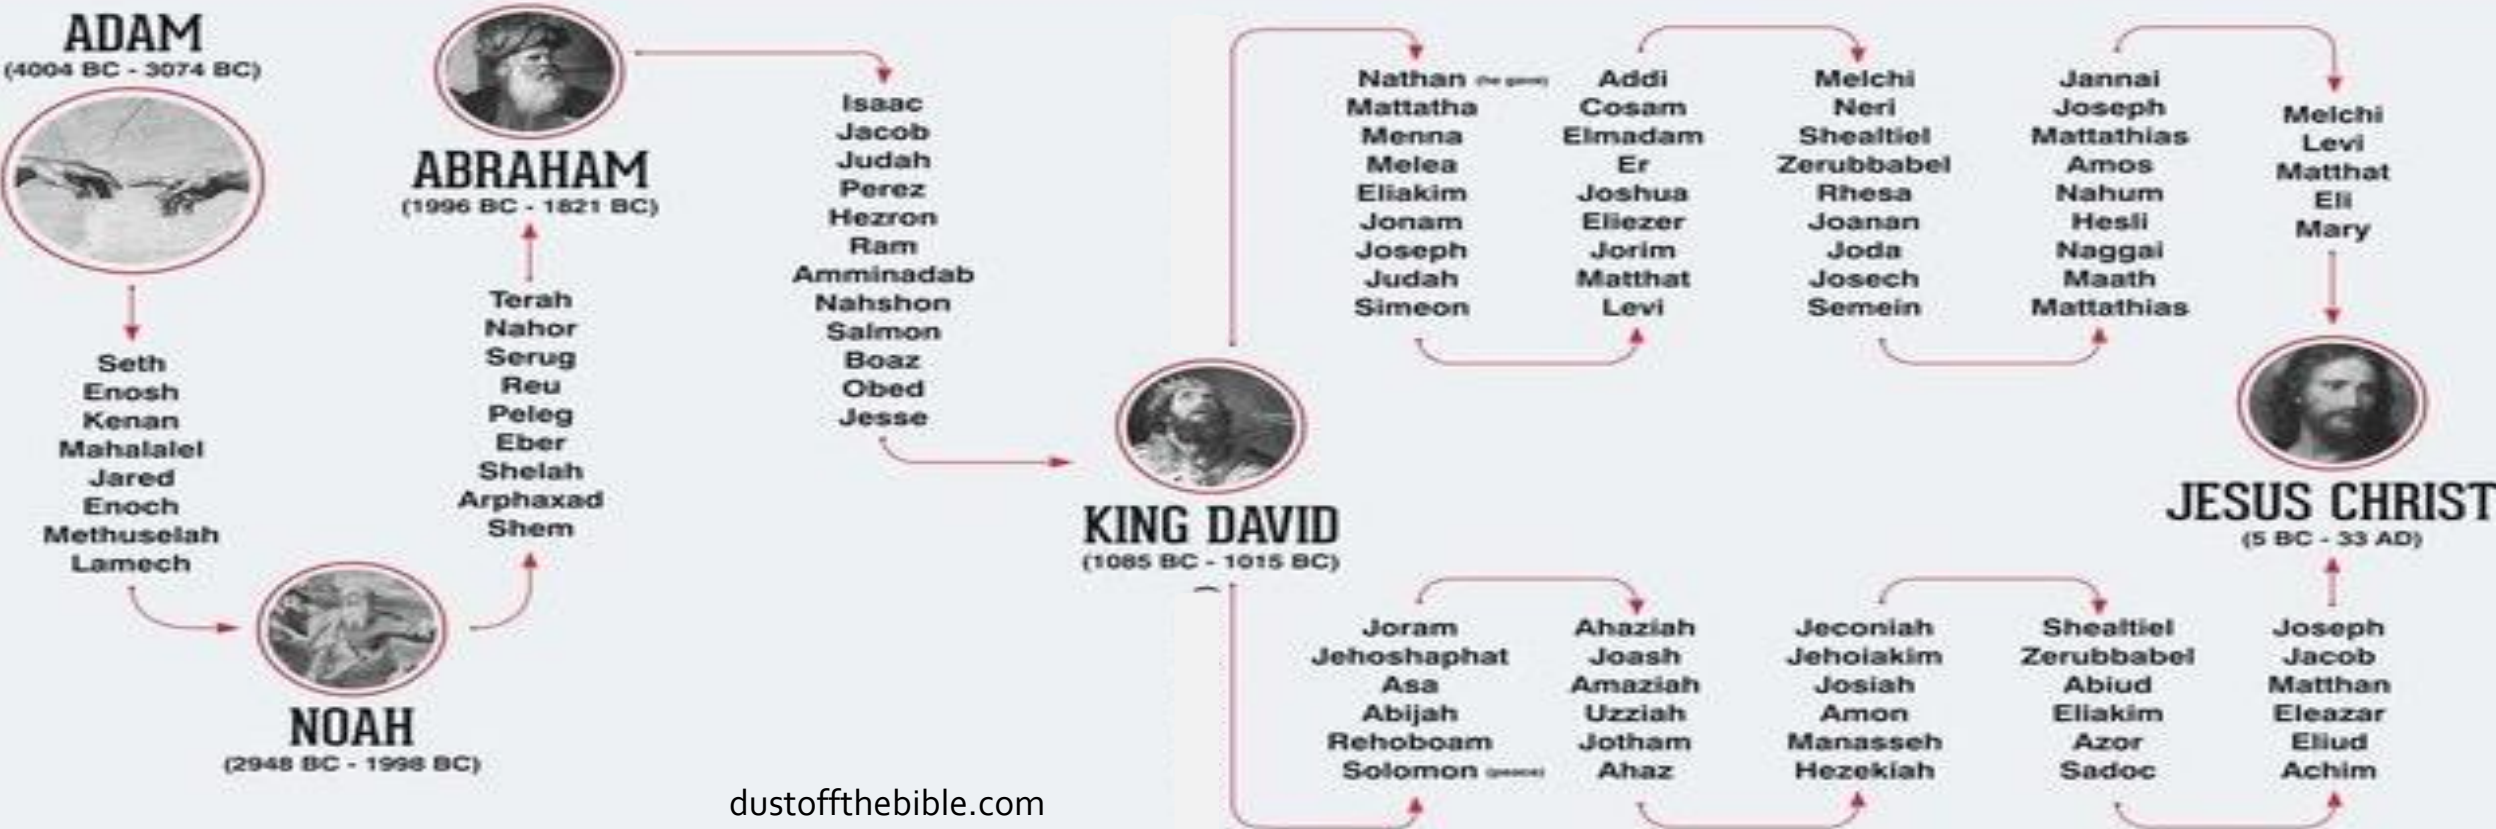 ADAM
(4004 BC - 3074 BC)
Seth
Enosh
Kenan
Mahalalel
Jared
Enoch
Methuselah
Lamech
NOAH
(2948 BC - 1998 BC)
Terah
Nahor
Serug
Reu
Peleg
Eber
Shelah
Arphaxad
Shem
ABRAHAM
(1996 BC - 1821 BC)
Isaac
Jacob
Judah
Perez
Hezron
Ram
Amminadab
Nahshon
Salmon
Boaz
Obed
Jesse
KING DAVID
(1085 BC - 1015 BC)
Nathan (he gave)
Mattatha
Menna
Melea
Eliakim
Jonam
Joseph
Judah
Simeon
Addi
Cosam
Elmadam
Er
Joshua
Eliezer
Jorim
Matthat
Levi
Melchi
Neri
Shealtiel
Zerubbabel
Rhesa
Joanan
Joda
Josech
Semein
Jannai
Joseph
Mattathias
Amos
Nahum
Hesli
Naggai
Maath
Mattathias
Melchi
Levi
Matthat
Eli
Mary
JESUS CHRIST
(5 BC - 33 AD)
Joram
Jehoshaphat
Asa
Abijah
Rehoboam
Solomon (peace)
Ahaziah
Joash
Amaziah
Uzziah
Jotham
Ahaz
Jeconiah
Jehoiakim
Josiah
Amon
Manasseh
Hezekiah
Shealtiel
Zerubbabel
Abiud
Eliakim
Azor
Sadoc
Joseph
Jacob
Matthan
Eleazar
Eliud
Achim
dustoffthebible.com